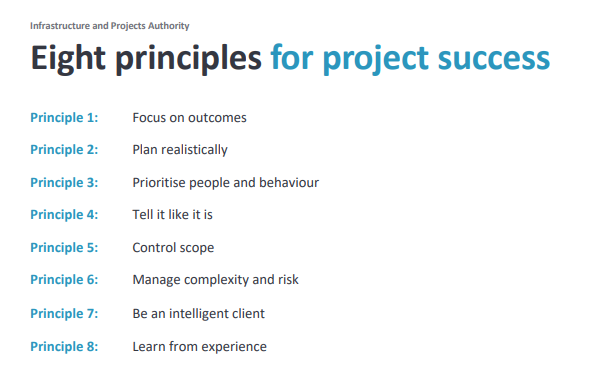 Infrastructure and Projects Authority
Eight principles for project success
Principle 1: Focus on outcomes
Principle 2: Plan realistically
Principle 3: Prioritise people and behaviour
Principle 4: Tell it like it is
Principle 5: Control scope
Principle 6: Manage complexity and risk
Principle 7: Be an intelligent client
Principle 8: Learn from experience